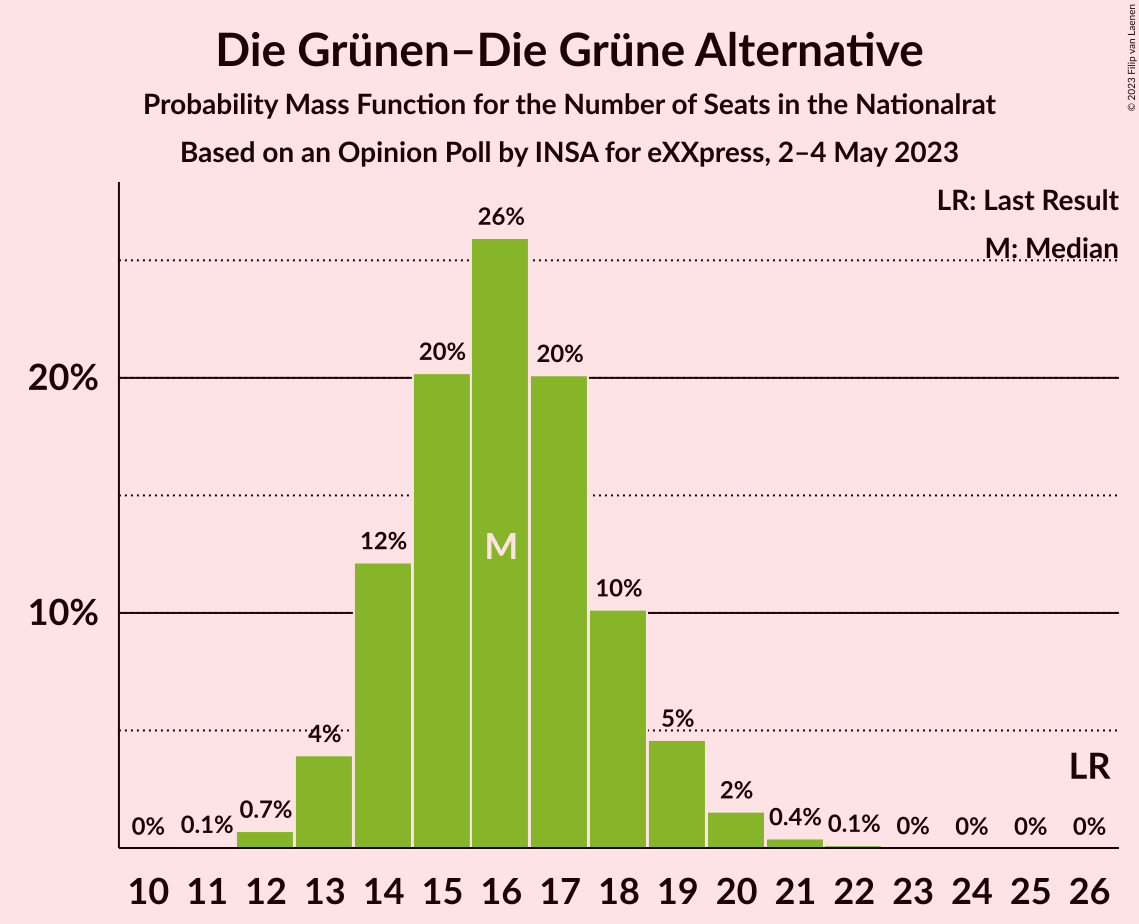 Die Grünen–Die Grüne Alternative
Probability Mass Function for the Number of Seats in the Nationalrat
Based on an Opinion Poll by INSA for eXXpress, 2–4 May 2023
© 2023 Filip van Laenen
LR: Last Result
M: Median
26%
20%
20%
20%
12%
M
10%
10%
5%
4%
LR
2%
0.7%
0%
0.1%
0.4%
0.1%
0%
0%
0%
0%
10 11 12 13 14 15 16 17 18 19 20 21 22 23 24 25 26